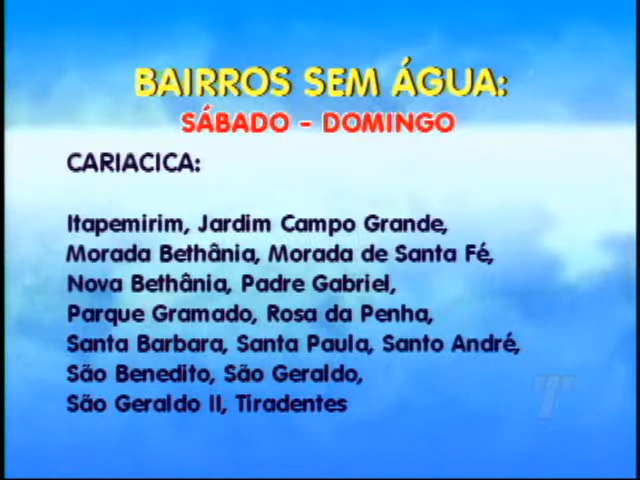 BAIRROS SEM ÁGUA:
SÁBADO - DOMINGO
CARIACICA:
Itapemirim, Jardim Campo Grande,
Morada Bethânia, Morada de Santa Fé,
Nova Bethânia, Padre Gabriel,
Parque Gramado, Rosa da Penha,
Santa Barbara, Santa Paula, Santo André,
São Benedito, São Geraldo,
São Geraldo II, Tiradentes